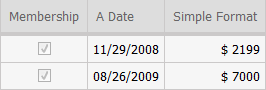 Membership A Date Simple Format
11/29/2008 $ 2199
08/26/2009 $ 7000